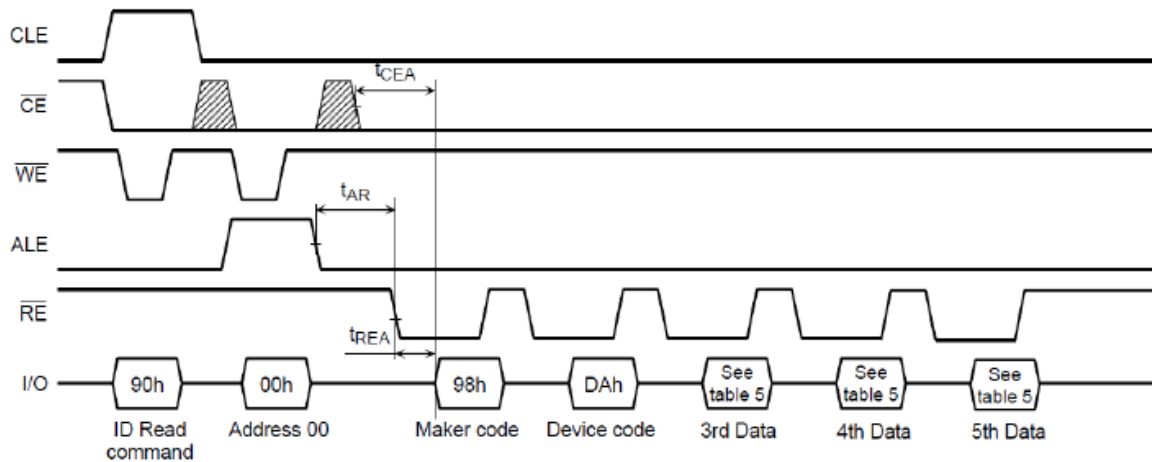 CLE
tCEA
CE
WE
tAR
ALE
RE
tREA
I/O 90h 00h 98h DAh See table 5 See table 5 See table 5
ID Read command Address 00 Maker code Device code 3rd Data 4th Data 5th Data